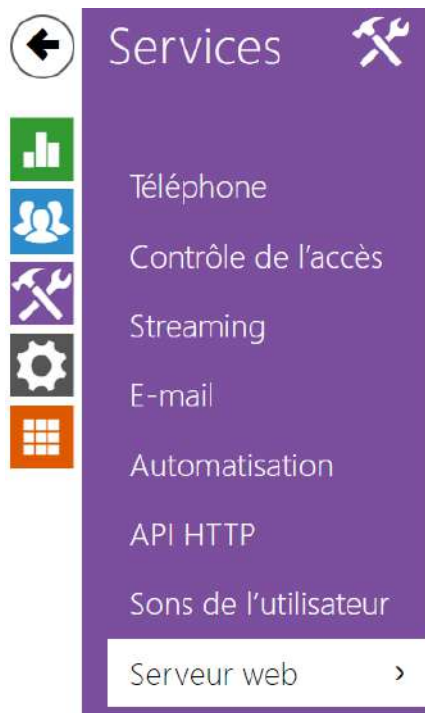 Services
Téléphone
Contrôle de l'accès
Streaming
E-mail
Automatisation
API HTTP
Sons de l'utilisateur
Serveur web